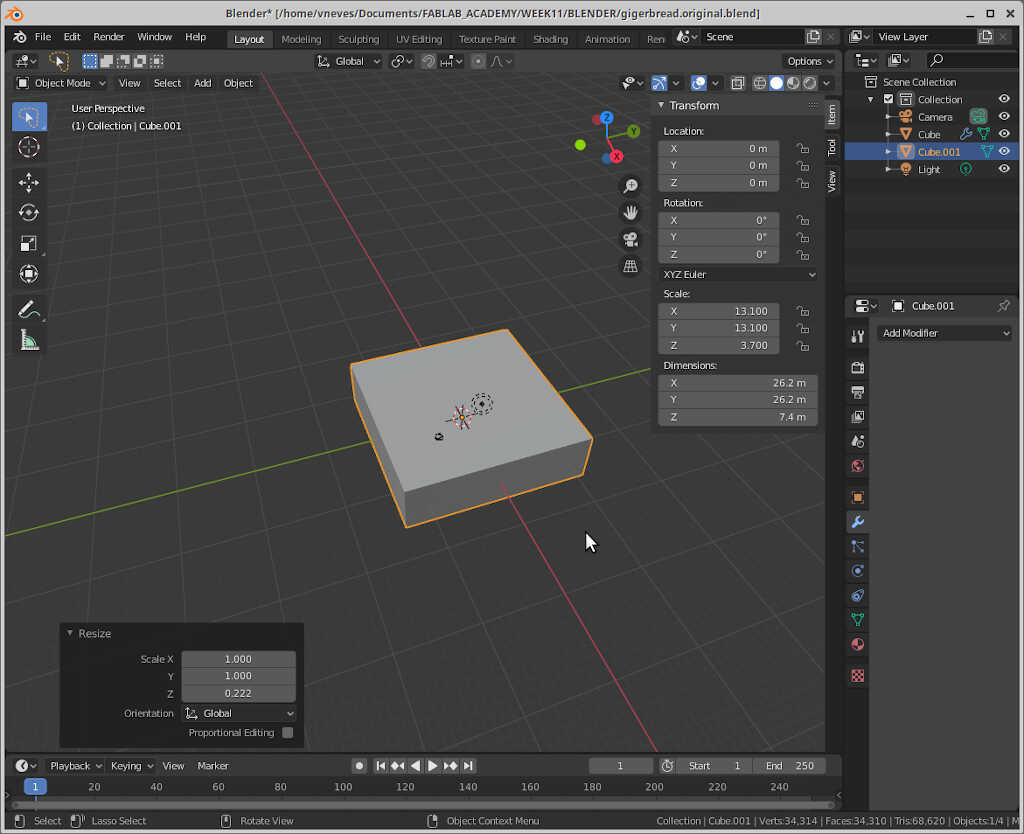 Blender* [/home/vneves/Documents/FABLAB_ACADEMY/WEEK11/BLENDER/gigerbread.original.blend]
File Edit Render Window Help Layout Modeling Sculpting UV Editing Texture Paint Shading Animation Ren Scene View Layer
Global Options
Object Mode View Select Add Object
User Perspective
(1) Collection | Cube.001
Z
Y
X
Transform
Location:
X 0 m
Y 0 m
Z 0 m
Rotation:
X 0°
Y 0°
Z 0°
XYZ Euler
Scale:
X 13.100
Y 13.100
Z 3.700
Dimensions:
X 26.2 m
Y 26.2 m
Z 7.4 m
Item
Tool
View
Scene Collection
Collection
Camera
Cube
Cube.001
Light
Cube.001
Add Modifier
Resize
Scale X 1.000
Y 1.000
Z 0.222
Orientation Global
Proportional Editing
Playback Keying View Marker 1 Start 1 End 250
1 20 40 60 80 100 120 140 160 180 200 220 240
Select Lasso Select Rotate View Object Context Menu Collection | Cube.001 | Verts:34,314 | Faces:34,310 | Tris:68,620 | Objects:1/4 | M